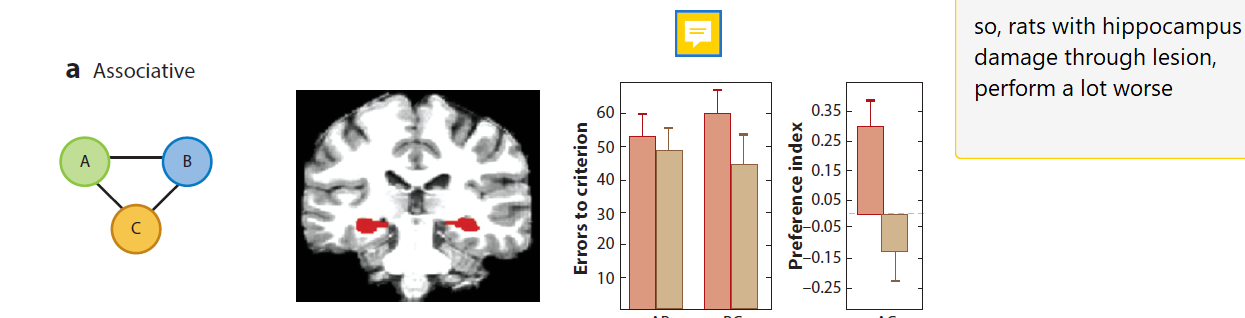 so, rats with hippocampus
damage through lesion,
perform a lot worse
a Associative
A
B
C
Errors to criterion
60
50
40
30
20
10
Preference index
0.35
0.25
0.15
0.05
−0.05
−0.15
−0.25